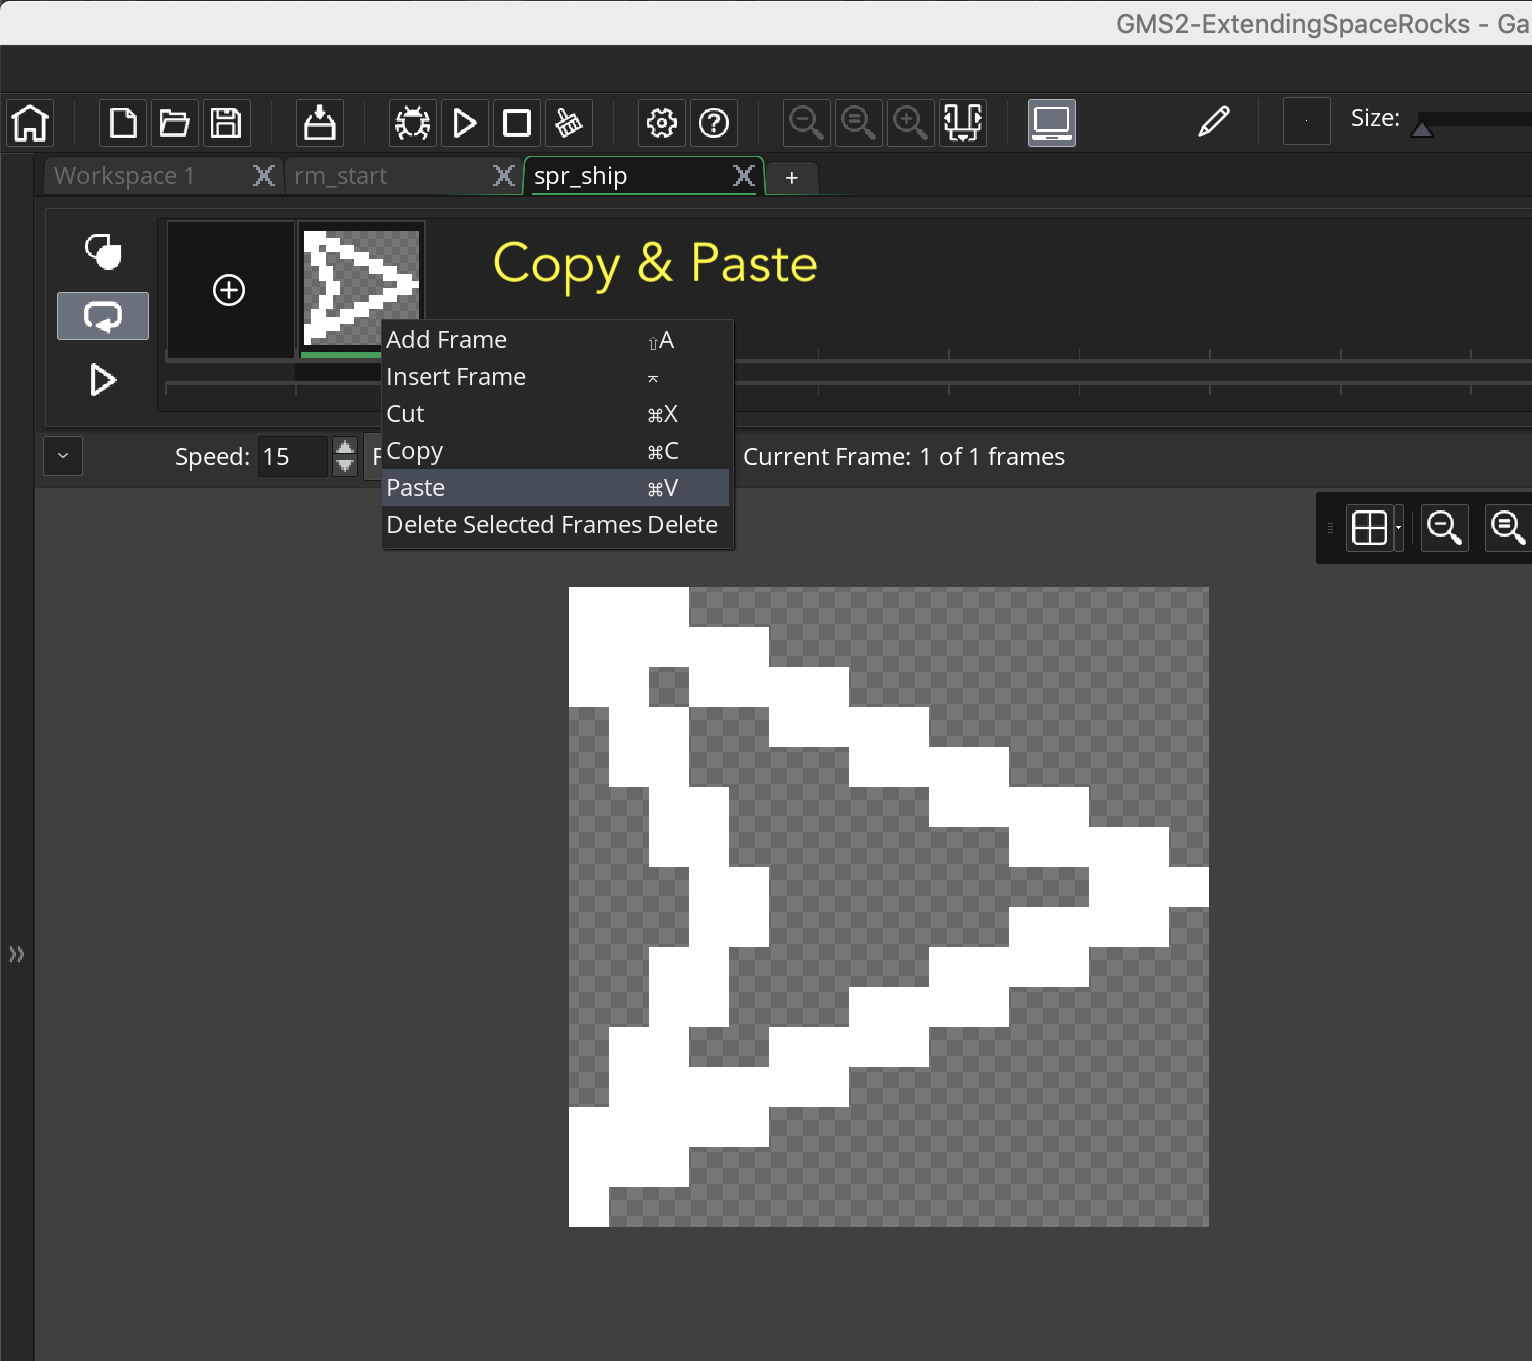 GMS2-ExtendingSpaceRocks - Ga
Size:
Workspace 1
rm_start
spr_ship
+
Copy & Paste
Add Frame ⇧A
Insert Frame ⌅
Cut ⌘X
Copy ⌘C
Paste ⌘V
Delete Selected Frames Delete
Speed: 15
Current Frame: 1 of 1 frames